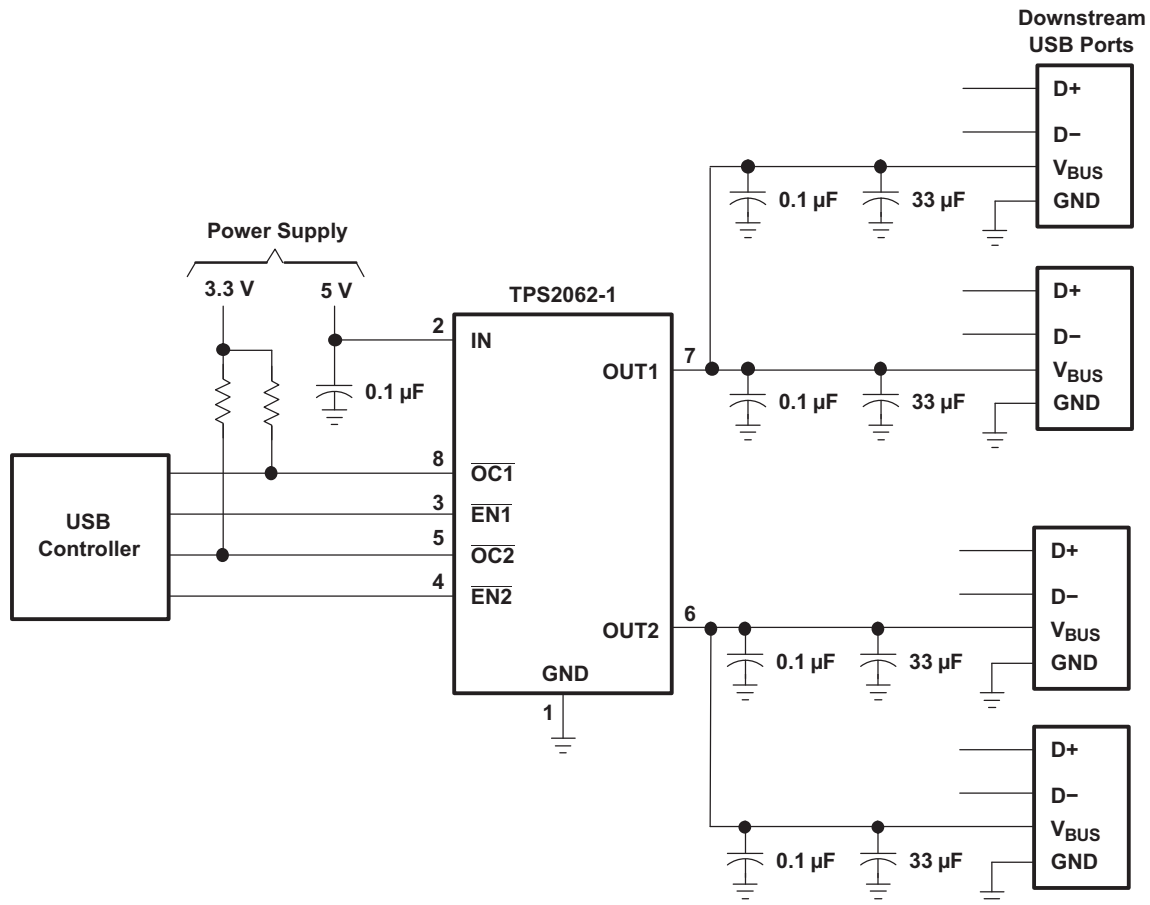 Downstream
USB Ports
D+
D−
VBUS
GND
0.1 µF
33 µF
Power Supply
3.3 V
5 V
0.1 µF
TPS2062-1
2
IN
OUT1
7
D+
D−
VBUS
GND
0.1 µF
33 µF
USB
Controller
8
OC1
3
EN1
5
OC2
4
EN2
OUT2
6
GND
1
D+
D−
VBUS
GND
0.1 µF
33 µF
D+
D−
VBUS
GND
0.1 µF
33 µF